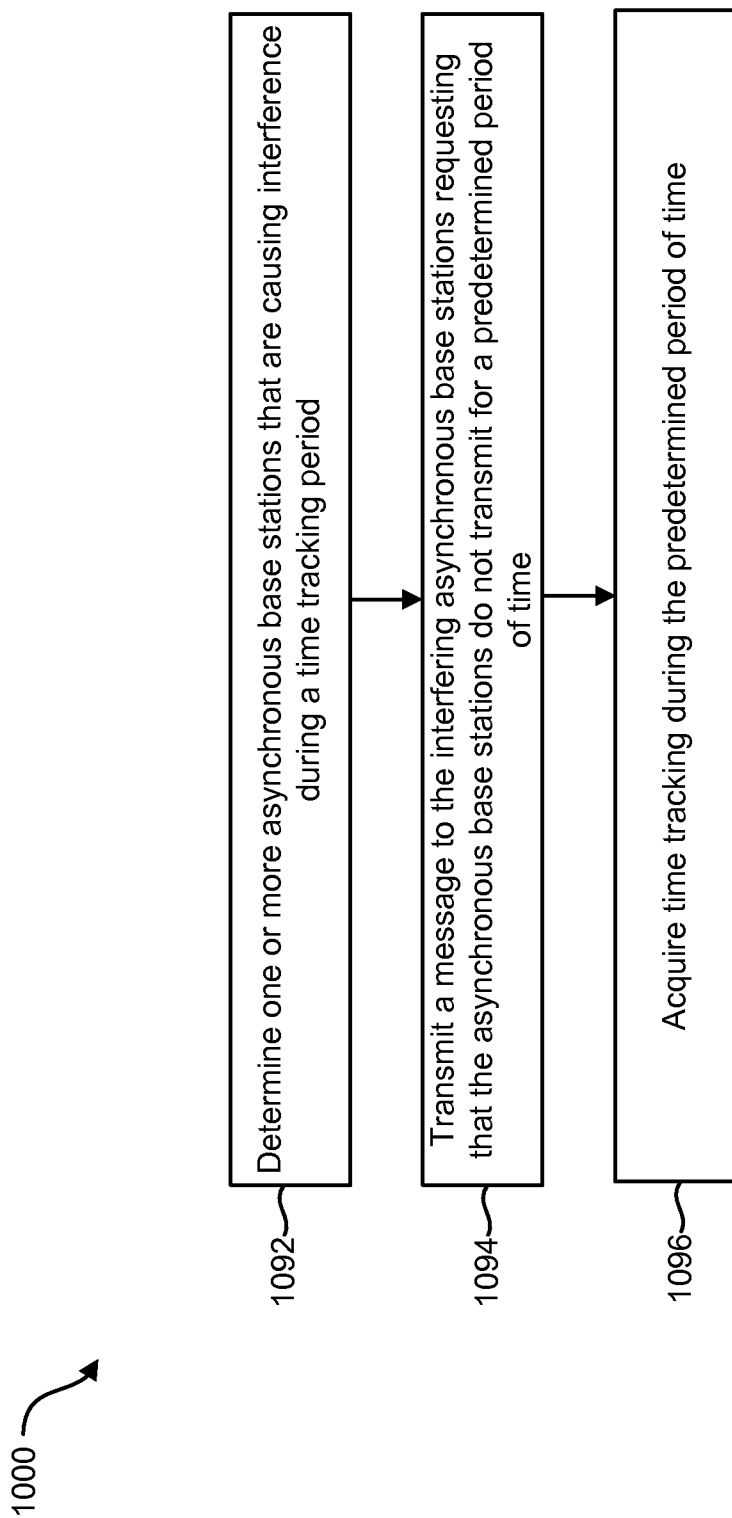 1000
1092
Determine one or more asynchronous base stations that are causing interference
during a time tracking period
1094
Transmit a message to the interfering asynchronous base stations requesting
that the asynchronous base stations do not transmit for a predetermined period
of time
1096
Acquire time tracking during the predetermined period of time